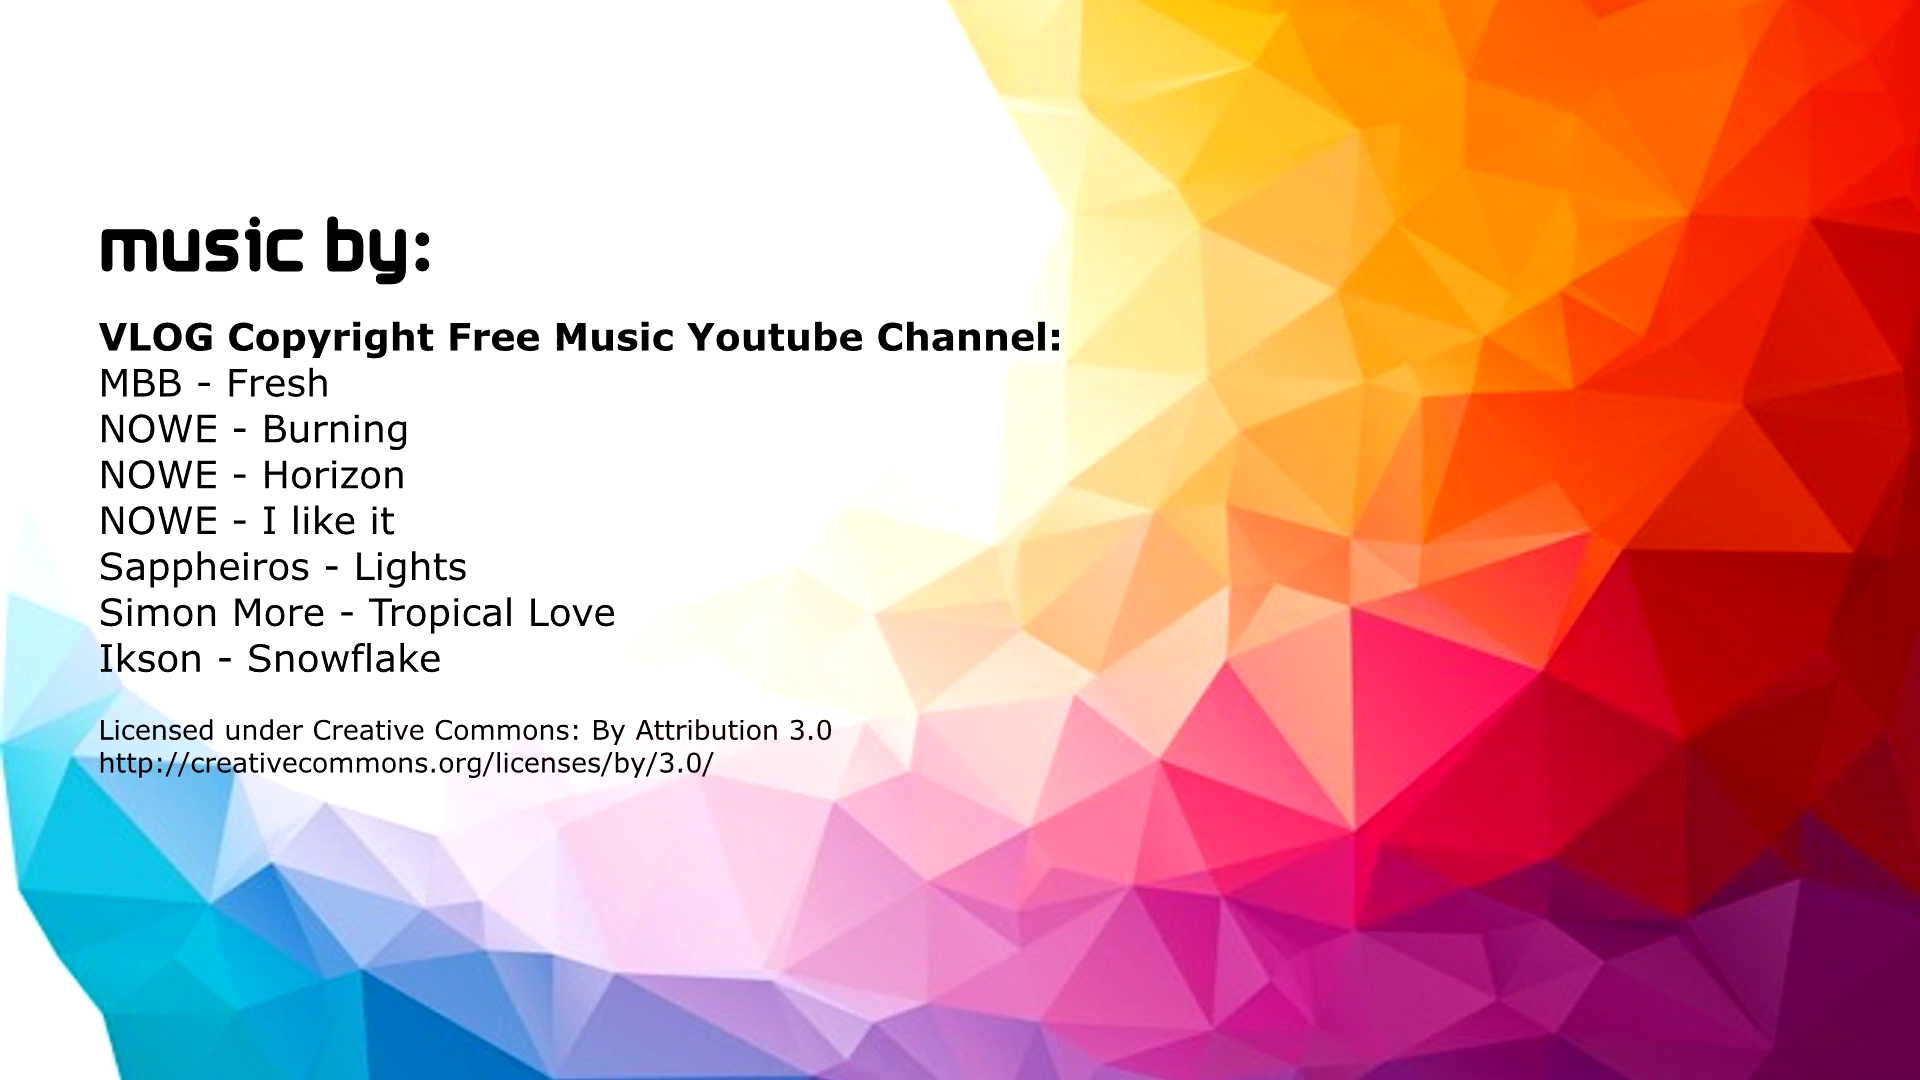 music by:
VLOG Copyright Free Music Youtube Channel:
MBB - Fresh
NOWE - Burning
NOWE - Horizon
NOWE - I like it
Sappheiros - Lights
Simon More - Tropical Love
Ikson - Snowflake
Licensed under Creative Commons: By Attribution 3.0
http://creativecommons.org/licenses/by/3.0/